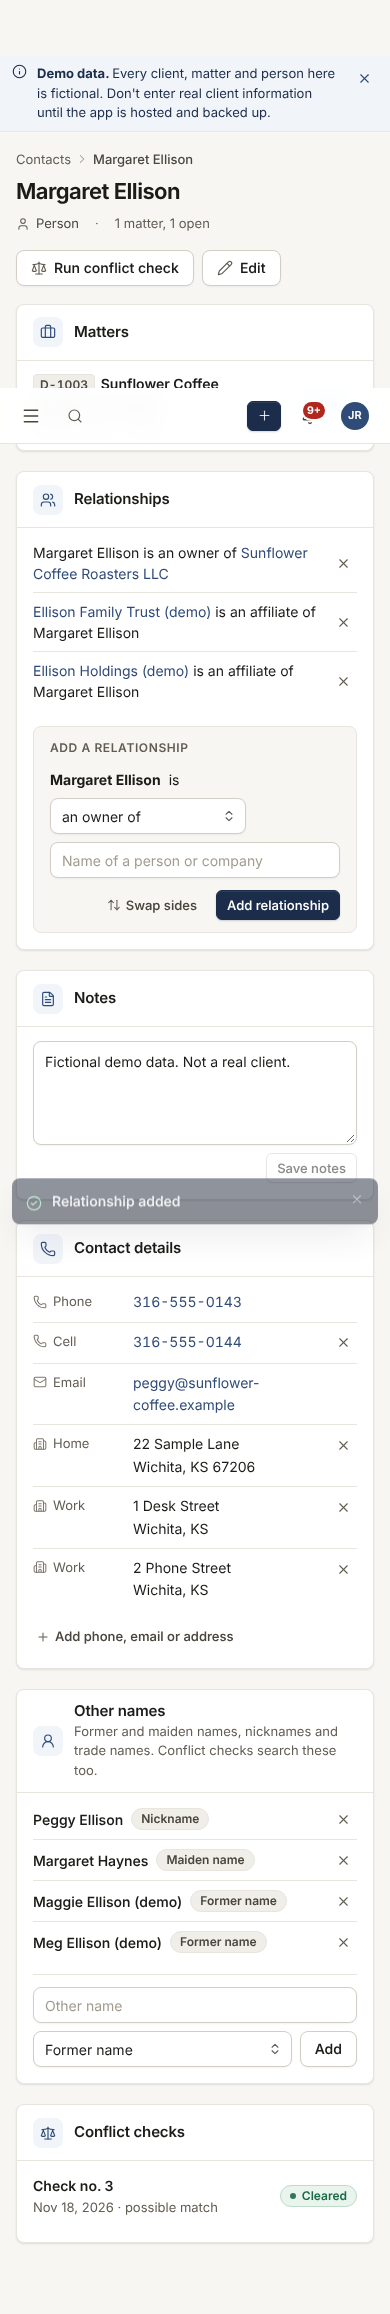 Demo data. Every client, matter and person here
is fictional. Don't enter real client information
until the app is hosted and backed up.
Contacts > Margaret Ellison
Margaret Ellison
Person · 1 matter, 1 open
Run conflict check
Edit
Matters
D-1003 Sunflower Coffee
9+
JR
Relationships
Margaret Ellison is an owner of Sunflower
Coffee Roasters LLC
Ellison Family Trust (demo) is an affiliate of
Margaret Ellison
Ellison Holdings (demo) is an affiliate of
Margaret Ellison
ADD A RELATIONSHIP
Margaret Ellison is
an owner of
Name of a person or company
Swap sides
Add relationship
Notes
Fictional demo data. Not a real client.
Save notes
Relationship added
Contact details
Phone 316-555-0143
Cell 316-555-0144
Email peggy@sunflower-
coffee.example
Home 22 Sample Lane
Wichita, KS 67206
Work 1 Desk Street
Wichita, KS
Work 2 Phone Street
Wichita, KS
Add phone, email or address
Other names
Former and maiden names, nicknames and
trade names. Conflict checks search these
too.
Peggy Ellison Nickname
Margaret Haynes Maiden name
Maggie Ellison (demo) Former name
Meg Ellison (demo) Former name
Other name
Former name
Add
Conflict checks
Check no. 3
Nov 18, 2026 · possible match
Cleared